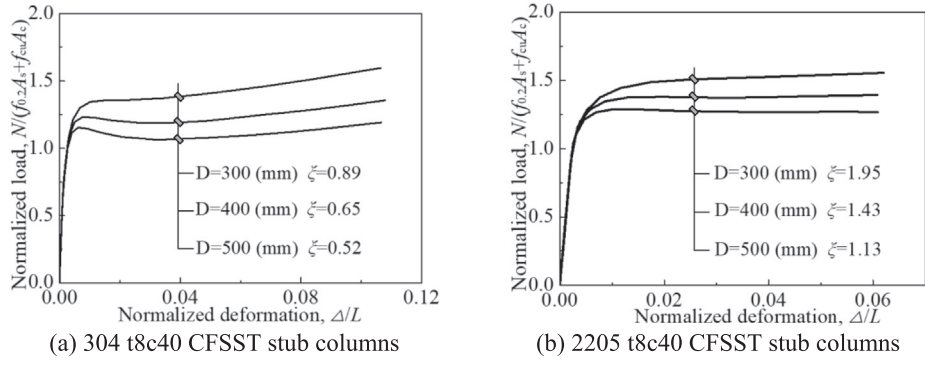 2.0
1.5
1.0
0.5
0.0
Normalized load, N/(f0.2As+fcuAc)
D=300 (mm) ξ=0.89
D=400 (mm) ξ=0.65
D=500 (mm) ξ=0.52
0.00 0.04 0.08 0.12
Normalized deformation, Δ/L
(a) 304 t8c40 CFSST stub columns
2.0
1.5
1.0
0.5
0.0
Normalized load, N/(f0.2As+fcuAc)
D=300 (mm) ξ=1.95
D=400 (mm) ξ=1.43
D=500 (mm) ξ=1.13
0.00 0.02 0.04 0.06
Normalized deformation, Δ/L
(b) 2205 t8c40 CFSST stub columns